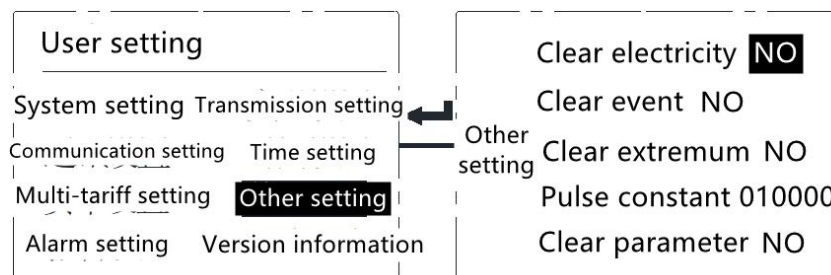 User setting
System setting Transmission setting
Communication setting Time setting
Multi-tariff setting Other setting
Alarm setting Version information
Other
setting
Clear electricity NO
Clear event NO
Clear extremum NO
Pulse constant 010000
Clear parameter NO